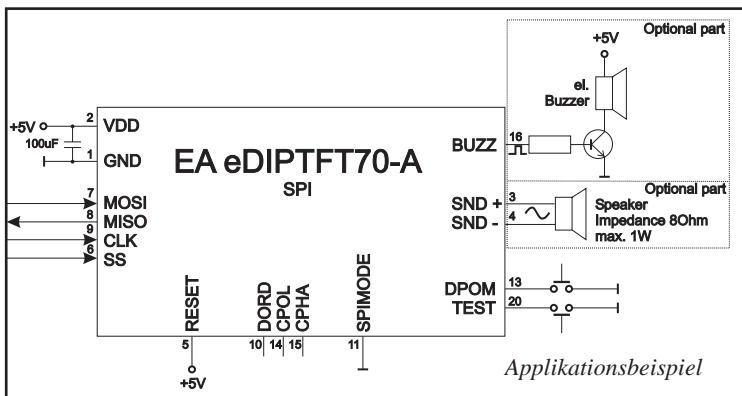 Optional part
+5V
el.
Buzzer
2
VDD
+5V
100uF
1
GND
EA eDIPTFT70-A
SPI
BUZZ
16
7
MOSI
8
MISO
9
CLK
6
SS
SND +
3
SND -
4
Optional part
Speaker
Impedance 8Ohm
max. 1W
DPOM
13
TEST
20
RESET
DORD
CPOL
CPHA
SPIMODE
5
10
14
15
11
+5V
Applikationsbeispiel